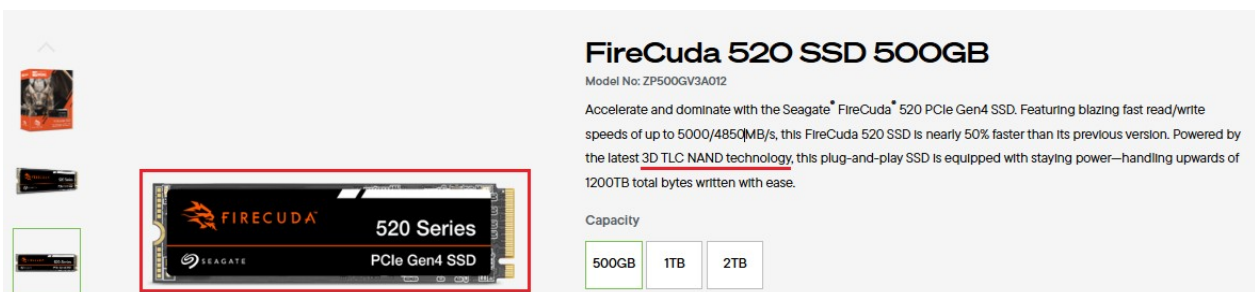 FireCuda 520 SSD 500GB
Model No: ZP500GV3A012
Accelerate and dominate with the Seagate® FireCuda® 520 PCIe Gen4 SSD. Featuring blazing fast read/write
speeds of up to 5000/4850MB/s, this FireCuda 520 SSD is nearly 50% faster than its previous version. Powered by
the latest 3D TLC NAND technology, this plug-and-play SSD is equipped with staying power—handling upwards of
1200TB total bytes written with ease.
Capacity
500GB 1TB 2TB
FIRECUDA
520 Series
SEAGATE
PCIe Gen4 SSD